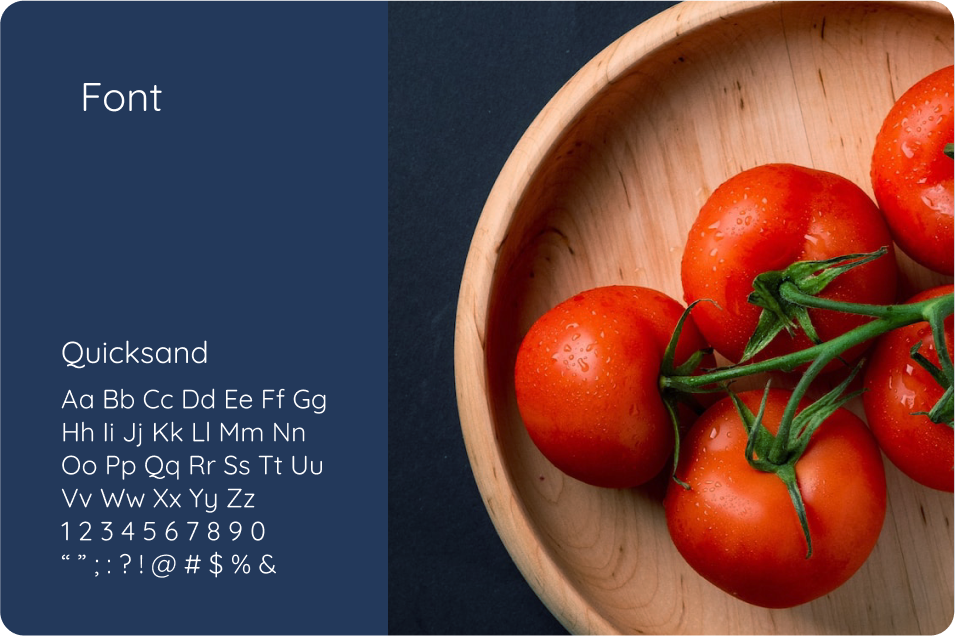 Font
Quicksand
Aa Bb Cc Dd Ee Ff Gg
Hh Ii Jj Kk Ll Mm Nn
Oo Pp Qq Rr Ss Tt Uu
Vv Ww Xx Yy Zz
1 2 3 4 5 6 7 8 9 0
“ ” ; : ? ! @ # $ % &